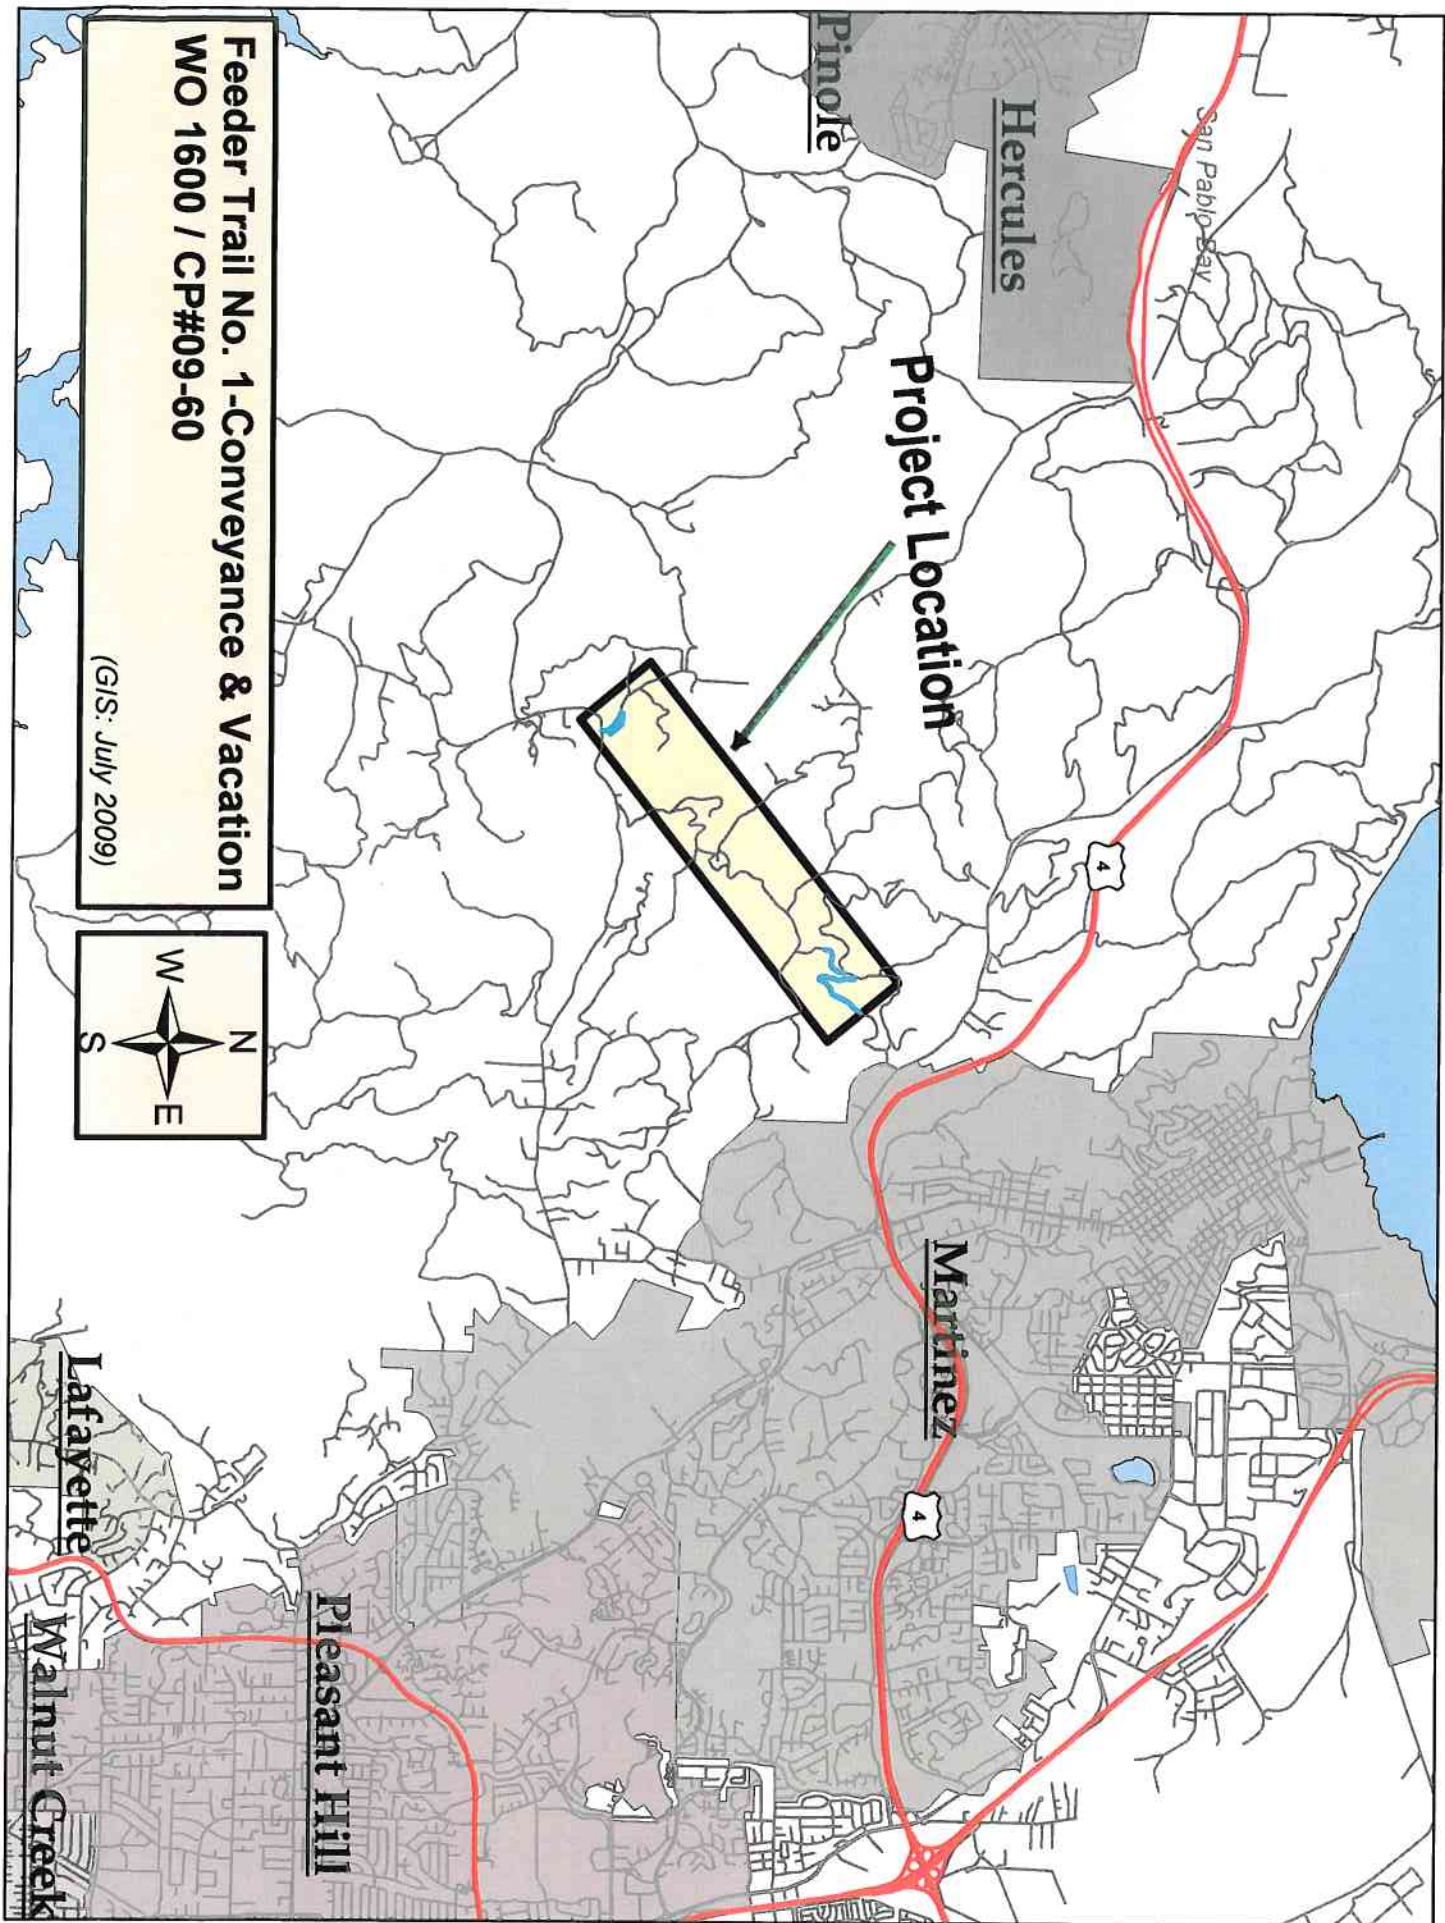 San Pablo Bay
Hercules
Pinole
Project Location
4
Martinez
4
Pleasant Hill
Lafayette
Walnut Creek
Feeder Trail No. 1-Conveyance & Vacation
WO 1600 / CP#09-60
(GIS: July 2009)
N
W
E
S